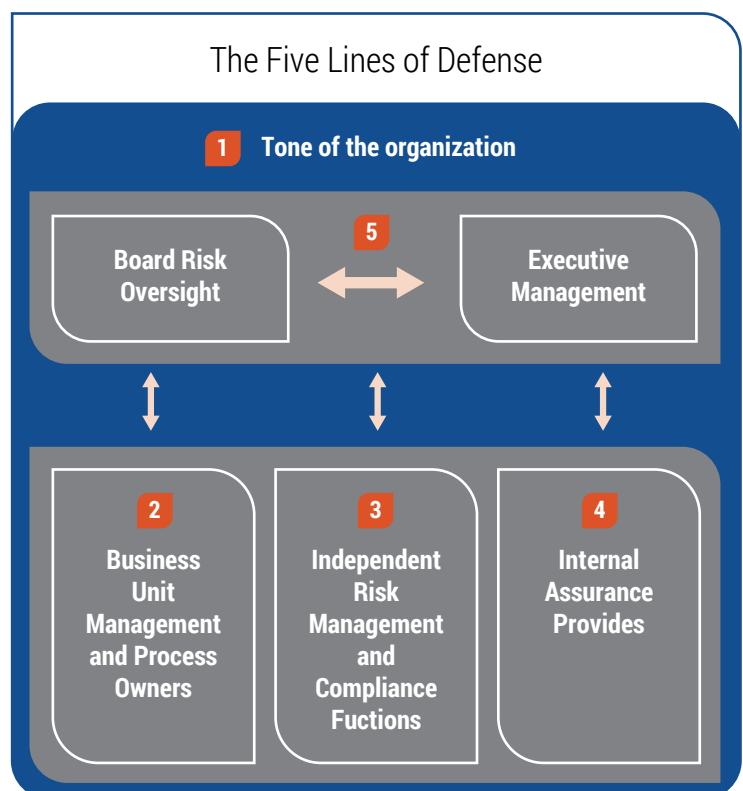 The Five Lines of Defense
1 Tone of the organization
Board Risk
Oversight
5
Executive
Management
2
Business
Unit
Management
and Process
Owners
3
Independent
Risk
Management
and
Compliance
Fuctions
4
Internal
Assurance
Provides